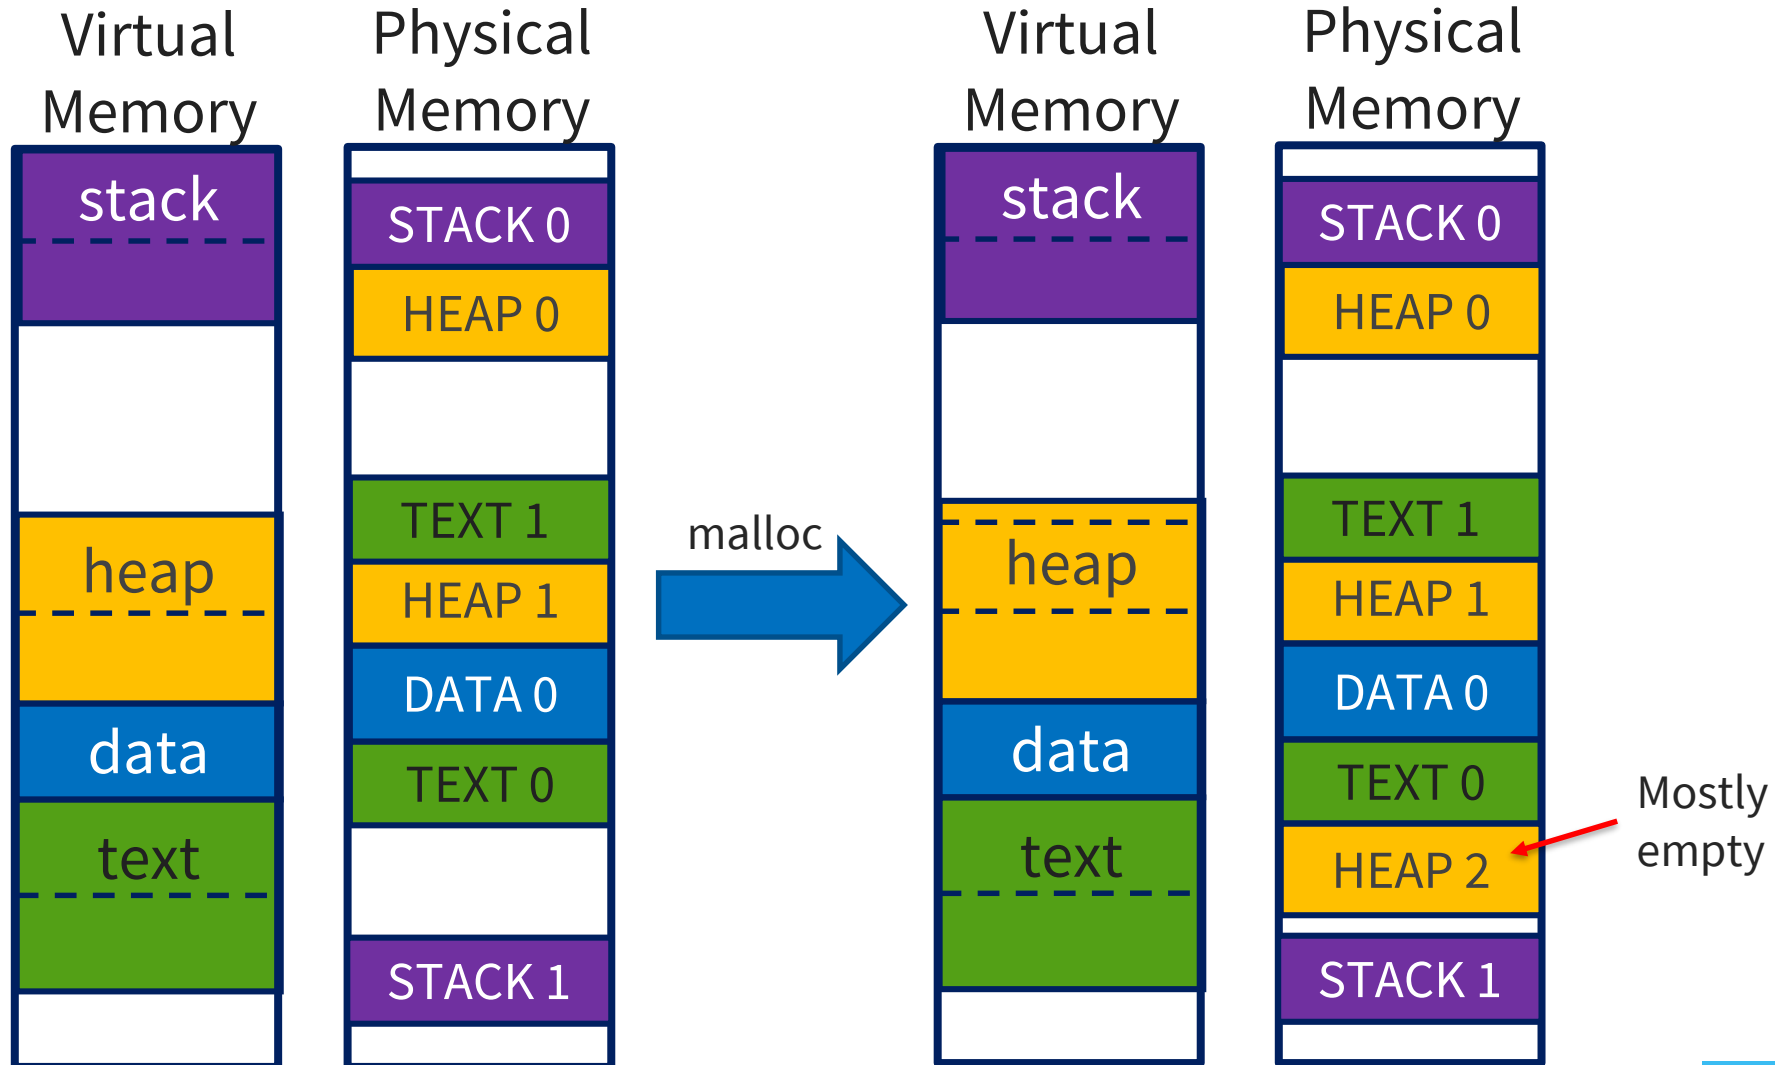 Virtual
Memory
Physical
Memory
stack
heap
data
text
STACK 0
HEAP 0
TEXT 1
HEAP 1
DATA 0
TEXT 0
STACK 1
malloc
Virtual
Memory
Physical
Memory
stack
heap
data
text
STACK 0
HEAP 0
TEXT 1
HEAP 1
DATA 0
TEXT 0
HEAP 2
STACK 1
Mostly
empty